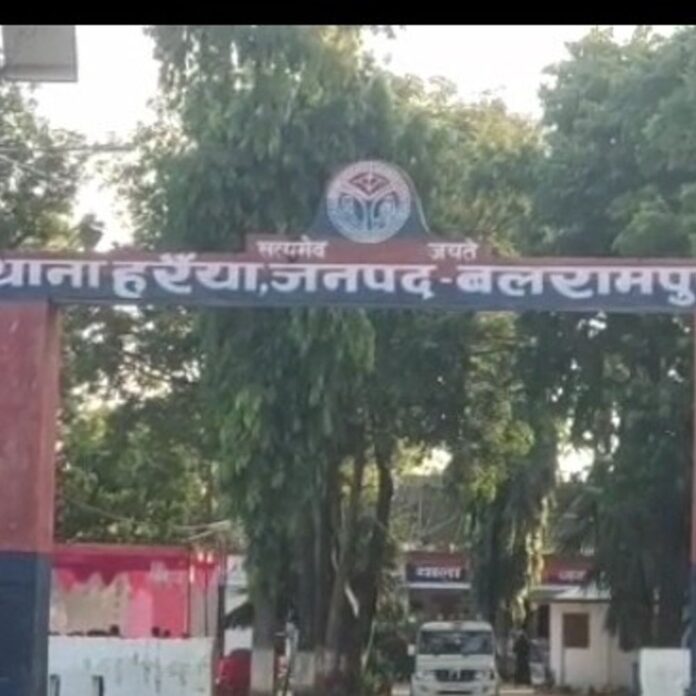 सत्यमेव जयते
थाना हरैया,जनपद-बलरामपु
थाना